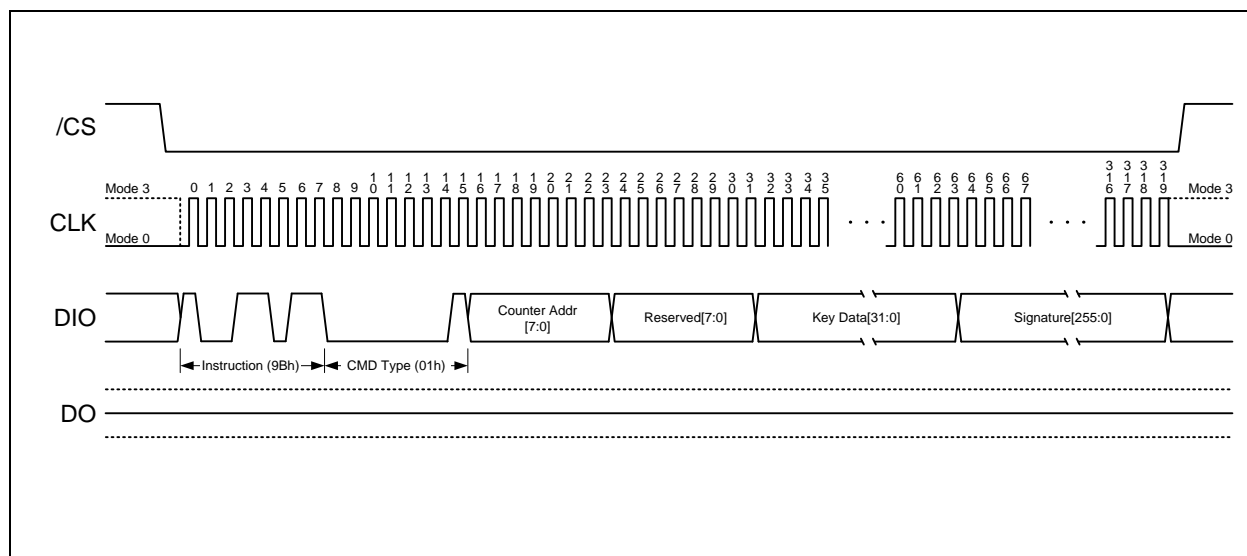 /CS
0 1 2 3 4 5 6 7 8 9 10 11 12 13 14 15 16 17 18 19 20 21 22 23 24 25 26 27 28 29 30 31 32 33 34 35 60 61 62 63 64 65 66 67 316 317 318 319
Mode 3
Mode 3
CLK
. . .
. . .
Mode 0
Mode 0
DIO
Counter Addr
[7:0]
Reserved[7:0]
Key Data[31:0]
Signature[255:0]
Instruction (9Bh)
CMD Type (01h)
DO